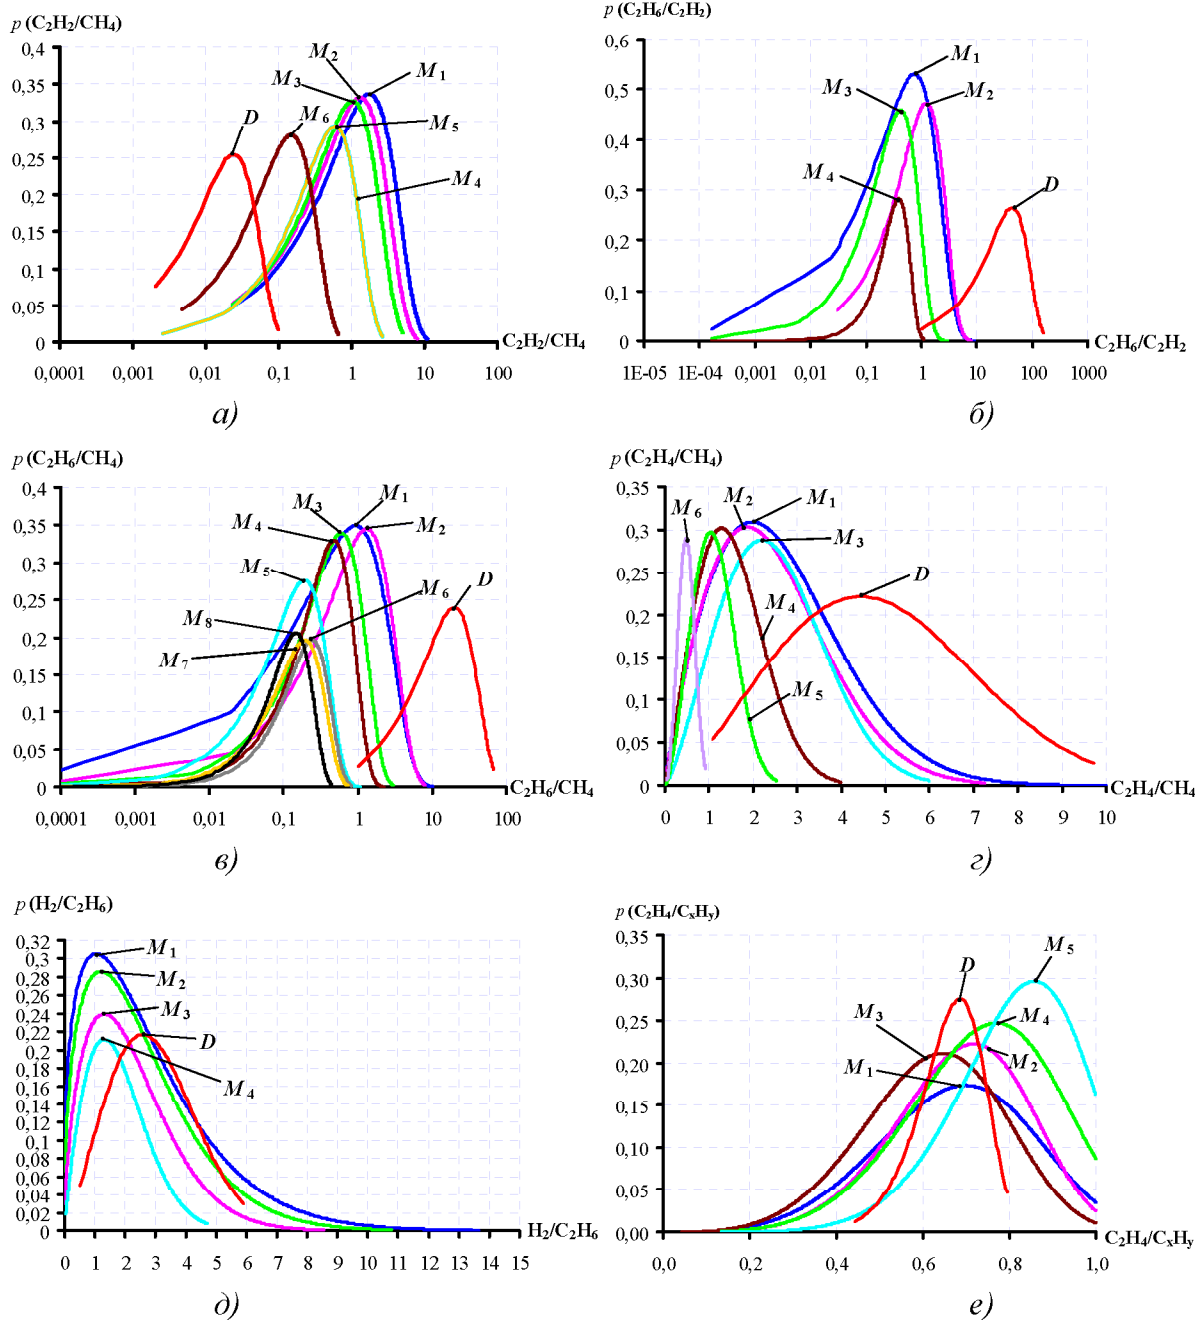 p (C₂H₂/CH₄)
0,4
0,35
0,3
0,25
0,2
0,15
0,1
0,05
0
M₂
M₁
M₃
D
M₆
M₅
M₄
C₂H₂/CH₄
0,0001 0,001 0,01 0,1 1 10 100
а)
p (C₂H₆/C₂H₂)
0,6
0,5
0,4
0,3
0,2
0,1
0
M₁
M₃
M₂
M₄
D
C₂H₆/C₂H₂
1E-05 1E-04 0,001 0,01 0,1 1 10 100 1000
б)
p (C₂H₆/CH₄)
0,4
0,35
0,3
0,25
0,2
0,15
0,1
0,05
0
M₃
M₁
M₄
M₂
M₅
M₆
D
M₈
M₇
C₂H₆/CH₄
0,0001 0,001 0,01 0,1 1 10 100
в)
p (C₂H₄/CH₄)
0,35
0,3
0,25
0,2
0,15
0,1
0,05
0
M₆
M₂
M₁
M₃
D
M₄
M₅
C₂H₄/CH₄
0 1 2 3 4 5 6 7 8 9 10
г)
p (H₂/C₂H₆)
0,32
0,3
0,28
0,26
0,24
0,22
0,2
0,18
0,16
0,14
0,12
0,1
0,08
0,06
0,04
0,02
0
M₁
M₂
M₃
D
M₄
H₂/C₂H₆
0 1 2 3 4 5 6 7 8 9 10 11 12 13 14 15
д)
p (C₂H₄/CₓHᵧ)
0,35
0,30
0,25
0,20
0,15
0,10
0,05
0,00
M₅
D
M₃
M₄
M₁
M₂
C₂H₄/CₓHᵧ
0,0 0,2 0,4 0,6 0,8 1,0
е)